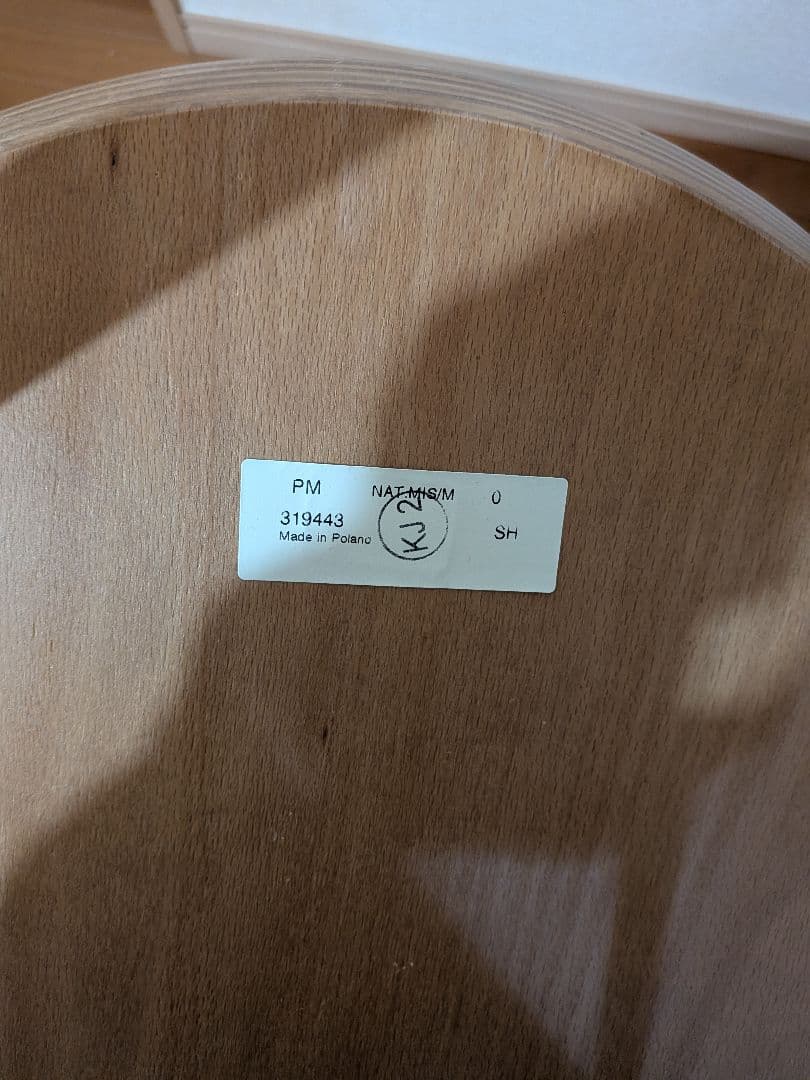 PM NAT.MIS/M 0
319443 KJ2 SH
Made in Poland